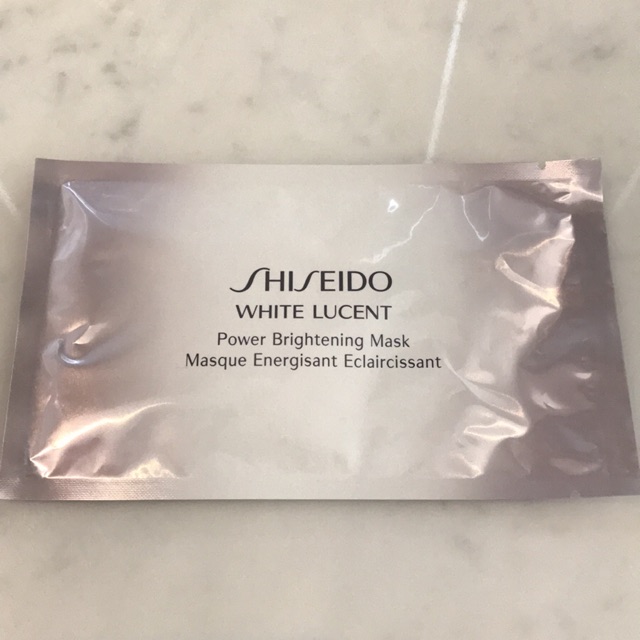 SHISEIDO
WHITE LUCENT
Power Brightening Mask
Masque Energisant Eclaircissant